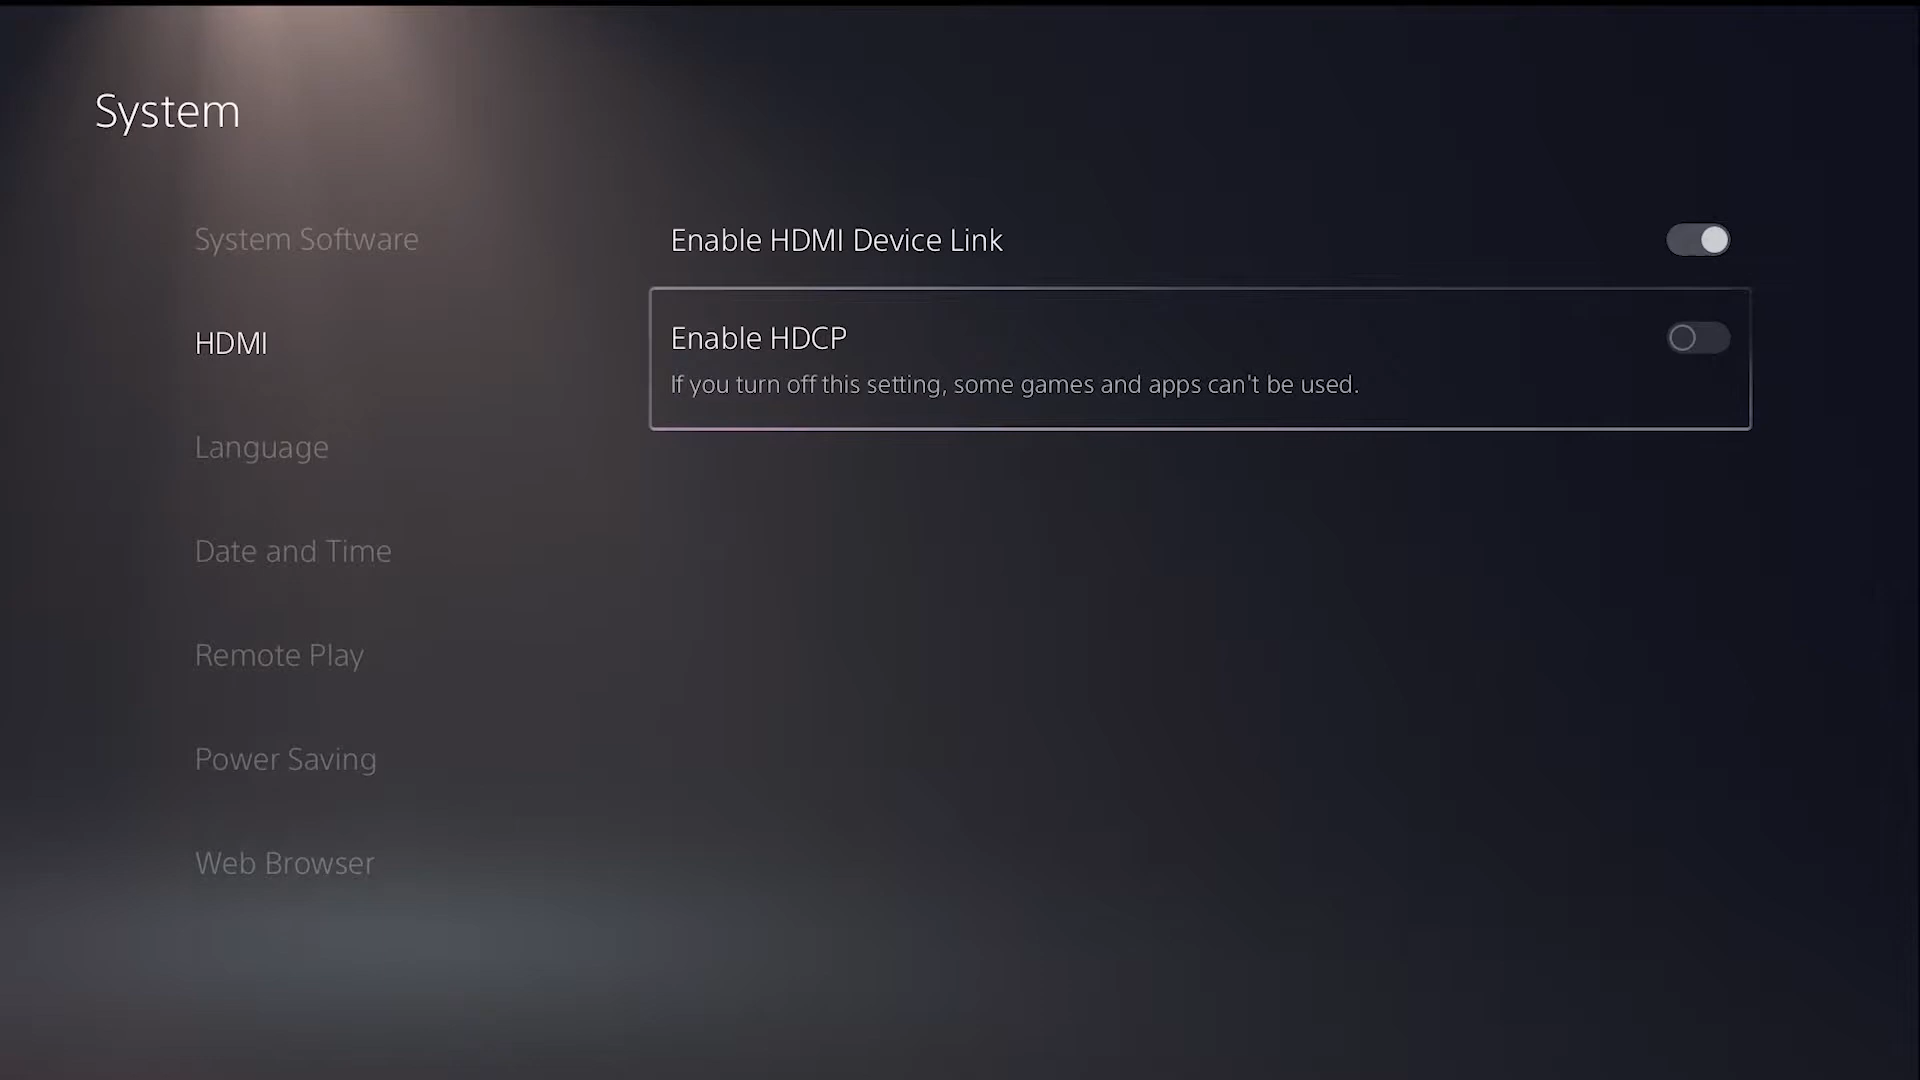 System
System Software
HDMI
Language
Date and Time
Remote Play
Power Saving
Web Browser
Enable HDMI Device Link
Enable HDCP
If you turn off this setting, some games and apps can't be used.